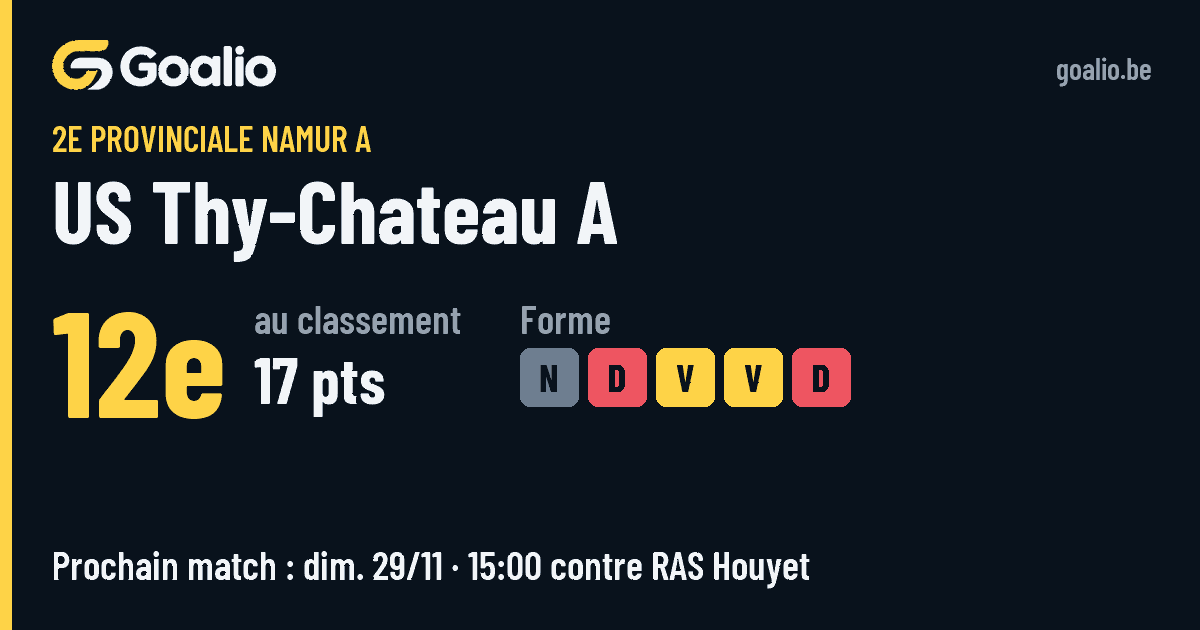 Goalio
goalio.be
2E PROVINCIALE NAMUR A
US Thy-Chateau A
12e
au classement
17 pts
Forme
N D V V D
Prochain match : dim. 29/11 · 15:00 contre RAS Houyet